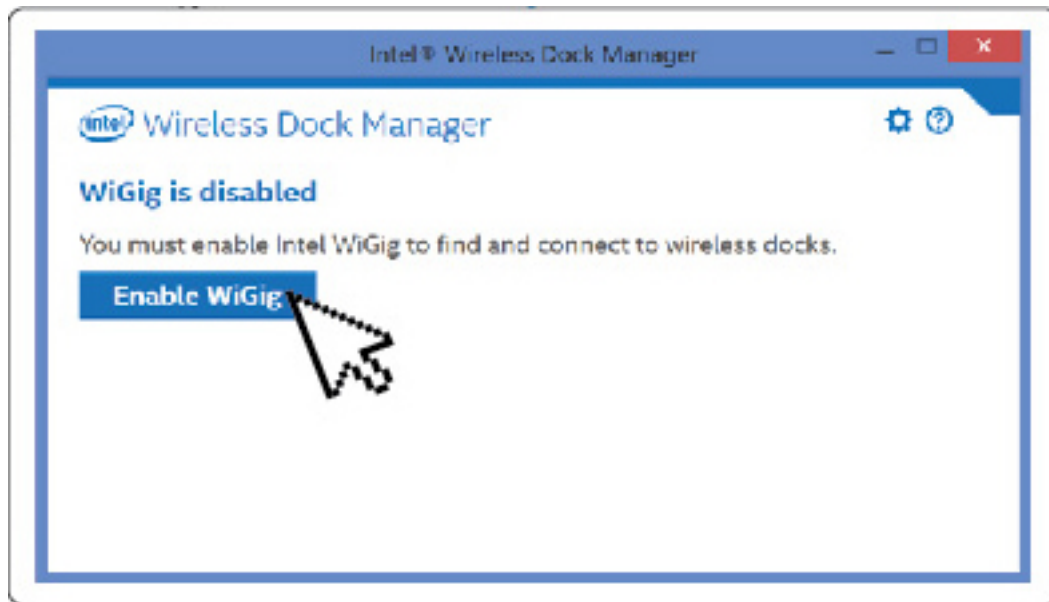 Intel® Wireless Dock Manager
intel Wireless Dock Manager
WiGig is disabled
You must enable Intel WiGig to find and connect to wireless docks.
Enable WiGig